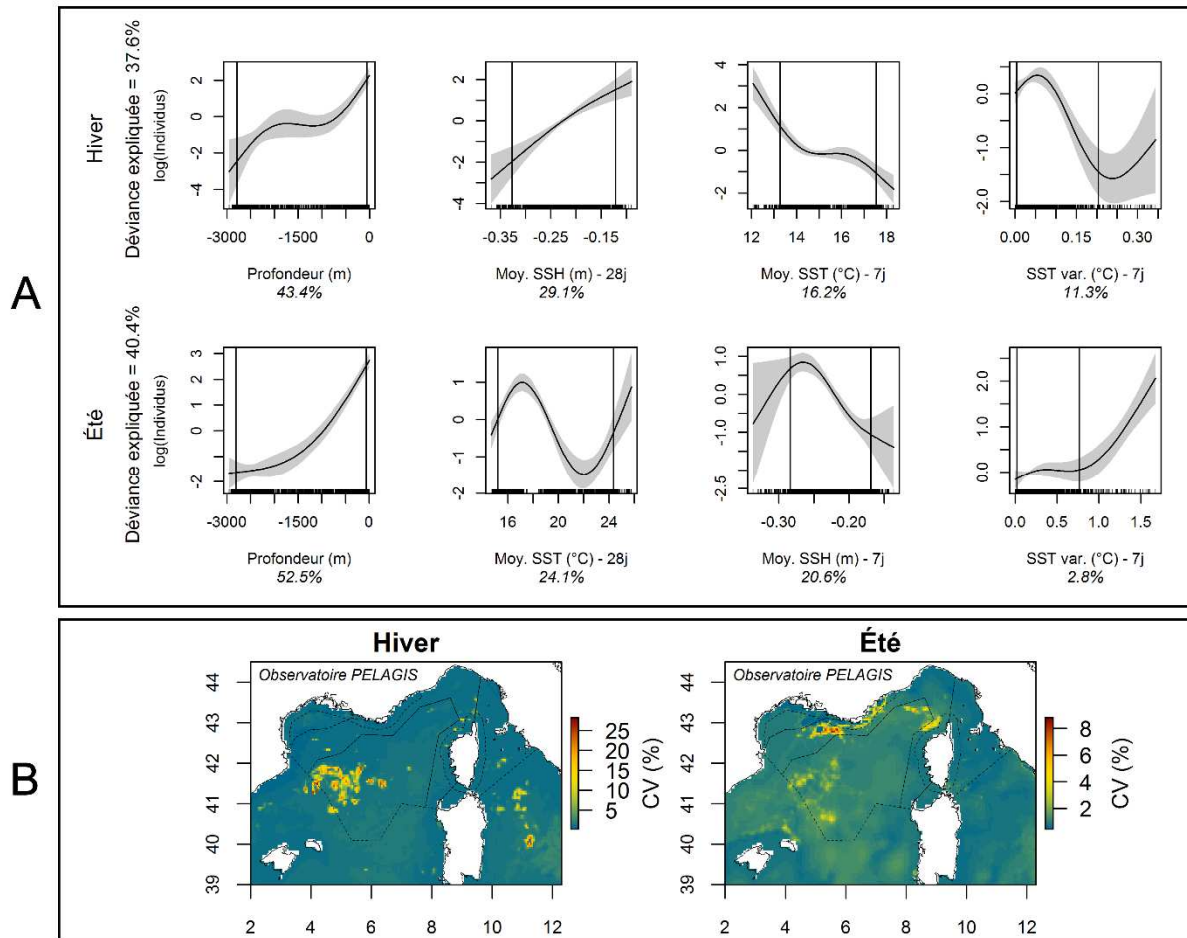 A
Hiver
Déviance expliquée = 37.6%
log(Individus)
2
0
-2
-4
-3000 -1500 0
Profondeur (m)
43.4%
2
0
-2
-4
-0.35 -0.25 -0.15
Moy. SSH (m) - 28j
29.1%
4
2
0
-2
12 14 16 18
Moy. SST (°C) - 7j
16.2%
0.0
-1.0
-2.0
0.00 0.15 0.30
SST var. (°C) - 7j
11.3%
Été
Déviance expliquée = 40.4%
log(Individus)
3
2
1
0
-2
-3000 -1500 0
Profondeur (m)
52.5%
1
0
-1
-2
16 20 24
Moy. SST (°C) - 28j
24.1%
1.0
0.0
-1.0
-2.5
-0.30 -0.20
Moy. SSH (m) - 7j
20.6%
2.0
1.0
0.0
0.0 0.5 1.0 1.5
SST var. (°C) - 7j
2.8%
B
Hiver
Observatoire PELAGIS
44
43
42
41
40
39
2 4 6 8 10 12
25
20
15
10
5
CV (%)
Été
Observatoire PELAGIS
44
43
42
41
40
39
2 4 6 8 10 12
8
6
4
2
CV (%)